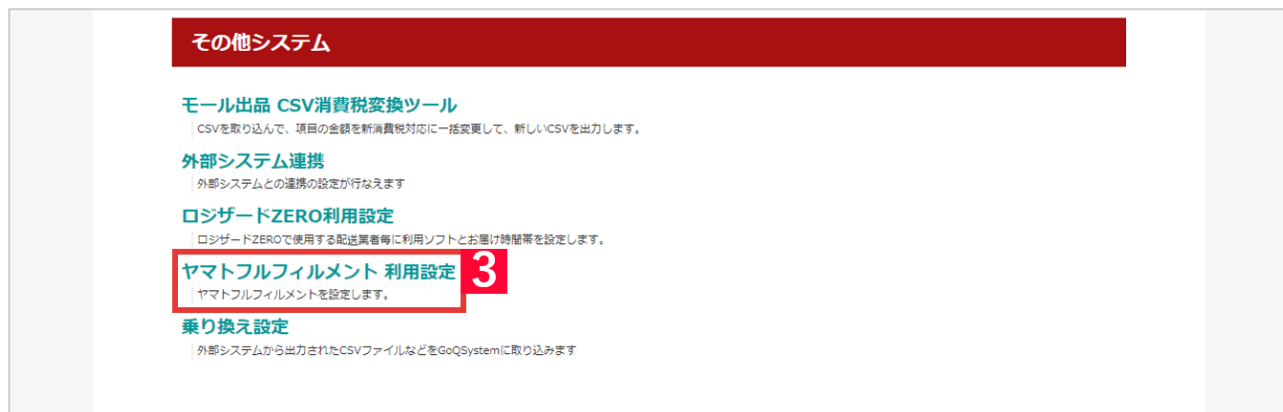 その他システム
モール出品 CSV消費税変換ツール
CSVを取り込んで、項目の金額を新消費税対応に一括変更して、新しいCSVを出力します。
外部システム連携
外部システムとの連携の設定が行なえます
ロジザードZERO利用設定
ロジザードZEROで使用する配送業者毎に利用ソフトとお届け時間帯を設定します。
ヤマトフルフィルメント 利用設定 3
ヤマトフルフィルメントを設定します。
乗り換え設定
外部システムから出力されたCSVファイルなどをGoQSystemに取り込みます